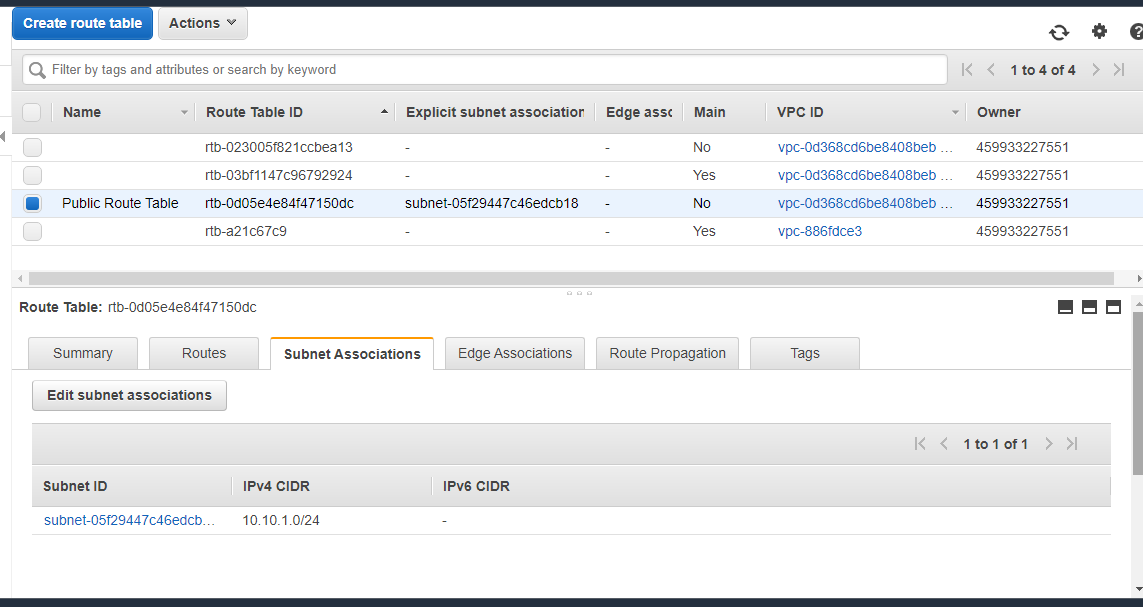 Create route table Actions
Filter by tags and attributes or search by keyword 1 to 4 of 4
Name Route Table ID Explicit subnet association Edge assc Main VPC ID Owner
rtb-023005f821ccbea13 - - No vpc-0d368cd6be8408beb ... 459933227551
rtb-03bf1147c96792924 - - Yes vpc-0d368cd6be8408beb ... 459933227551
Public Route Table rtb-0d05e4e84f47150dc subnet-05f29447c46edcb18 - No vpc-0d368cd6be8408beb ... 459933227551
rtb-a21c67c9 - - Yes vpc-886fdce3 459933227551
Route Table: rtb-0d05e4e84f47150dc
Summary Routes Subnet Associations Edge Associations Route Propagation Tags
Edit subnet associations
1 to 1 of 1
Subnet ID IPv4 CIDR IPv6 CIDR
subnet-05f29447c46edcb... 10.10.1.0/24 -